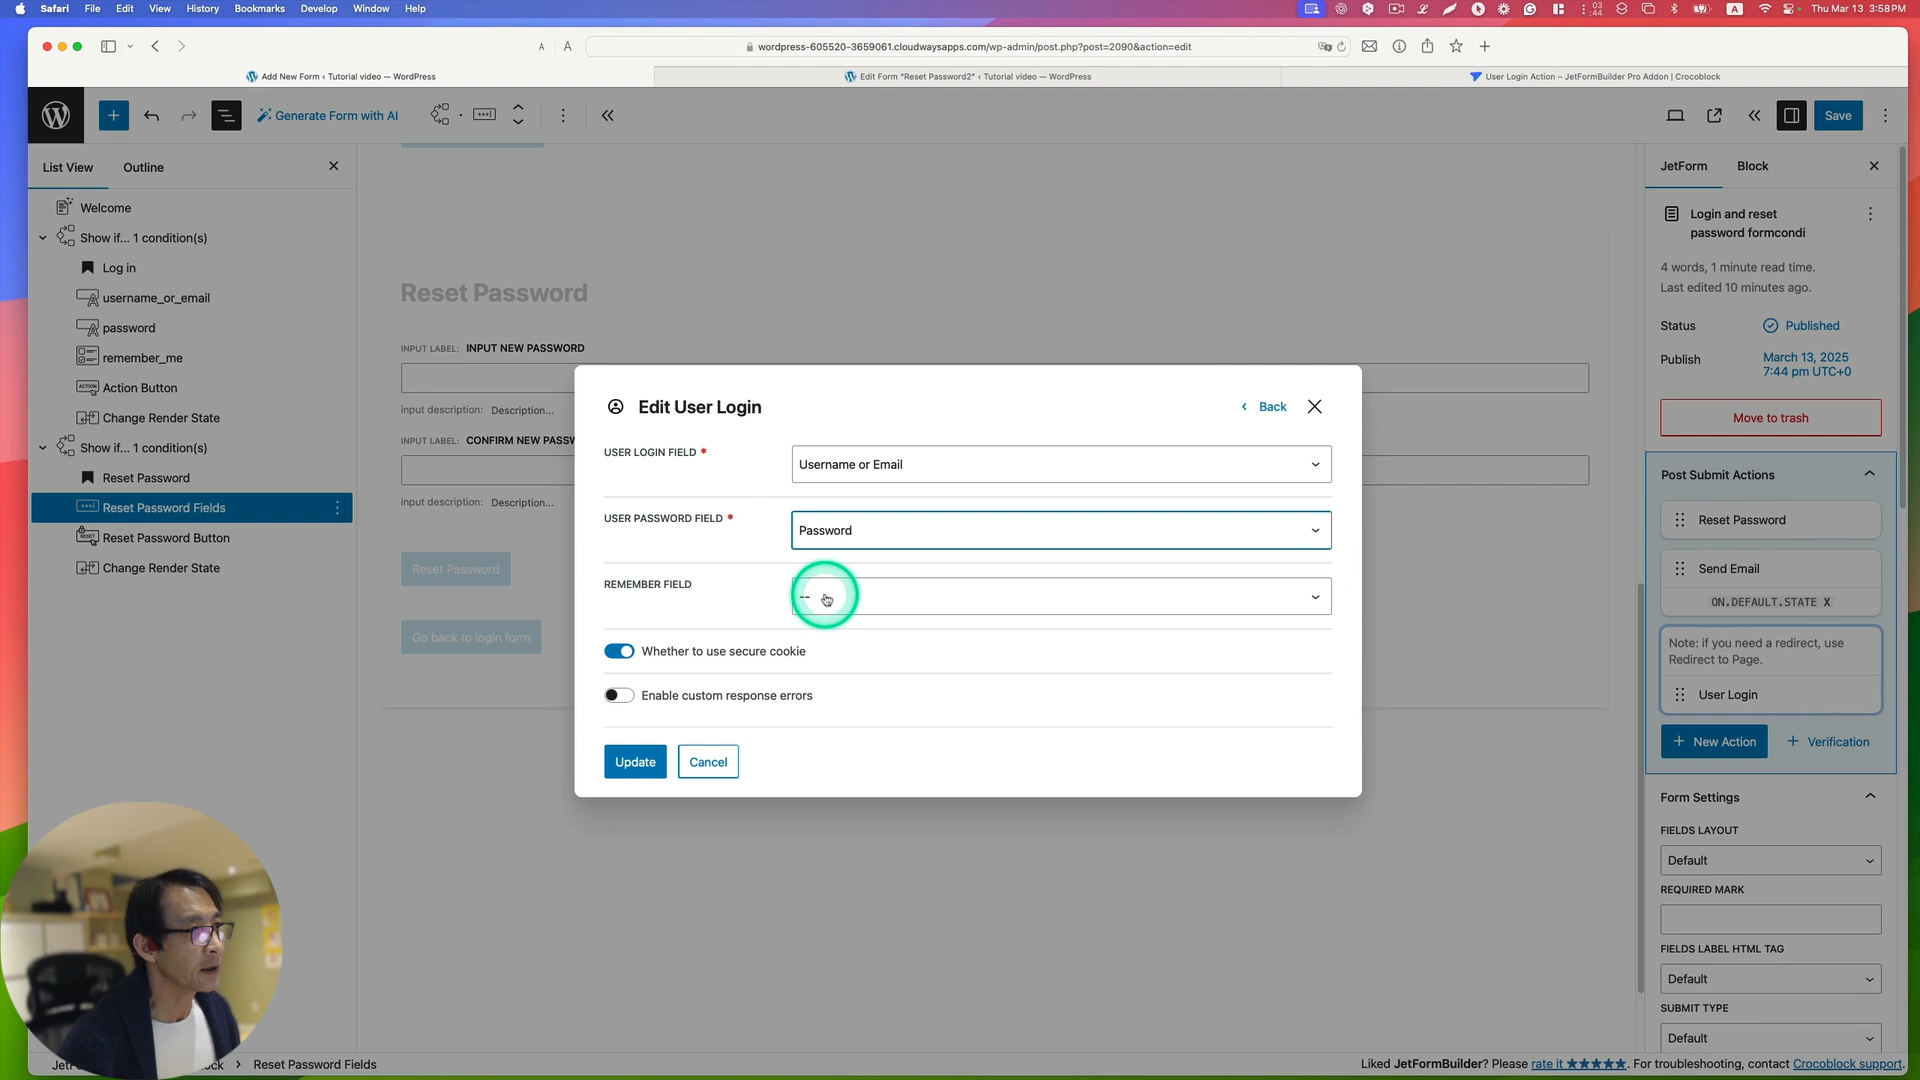 Safari File Edit View History Bookmarks Develop Window Help
03
:44
A
Thu Mar 13 3:58 PM
A A
wordpress-605520-3659061.cloudwaysapps.com/wp-admin/post.php?post=2090&action=edit
Add New Form ‹ Tutorial video — WordPress
Edit Form "Reset Password2" ‹ Tutorial video — WordPress
User Login Action – JetFormBuilder Pro Addon | Crocoblock
Generate Form with AI
Save
List View Outline
Welcome
Show if... 1 condition(s)
Log in
username_or_email
password
remember_me
Action Button
Change Render State
Show if... 1 condition(s)
Reset Password
Reset Password Fields
Reset Password Button
Change Render State
Reset Password
INPUT LABEL: INPUT NEW PASSWORD
input description: Description...
INPUT LABEL: CONFIRM NEW PASSW
input description: Description...
Reset Password
Go back to login form
Edit User Login
Back
USER LOGIN FIELD *
Username or Email
USER PASSWORD FIELD *
Password
REMEMBER FIELD
--
Whether to use secure cookie
Enable custom response errors
Update Cancel
JetForm Block
Login and reset
password formcondi
4 words, 1 minute read time.
Last edited 10 minutes ago.
Status Published
Publish March 13, 2025
7:44 pm UTC+0
Move to trash
Post Submit Actions
Reset Password
Send Email
ON.DEFAULT.STATE X
Note: if you need a redirect, use
Redirect to Page.
User Login
+ New Action + Verification
Form Settings
FIELDS LAYOUT
Default
REQUIRED MARK
FIELDS LABEL HTML TAG
Default
SUBMIT TYPE
Default
ock › Reset Password Fields
Liked JetFormBuilder? Please rate it ★★★★★. For troubleshooting, contact Crocoblock support.